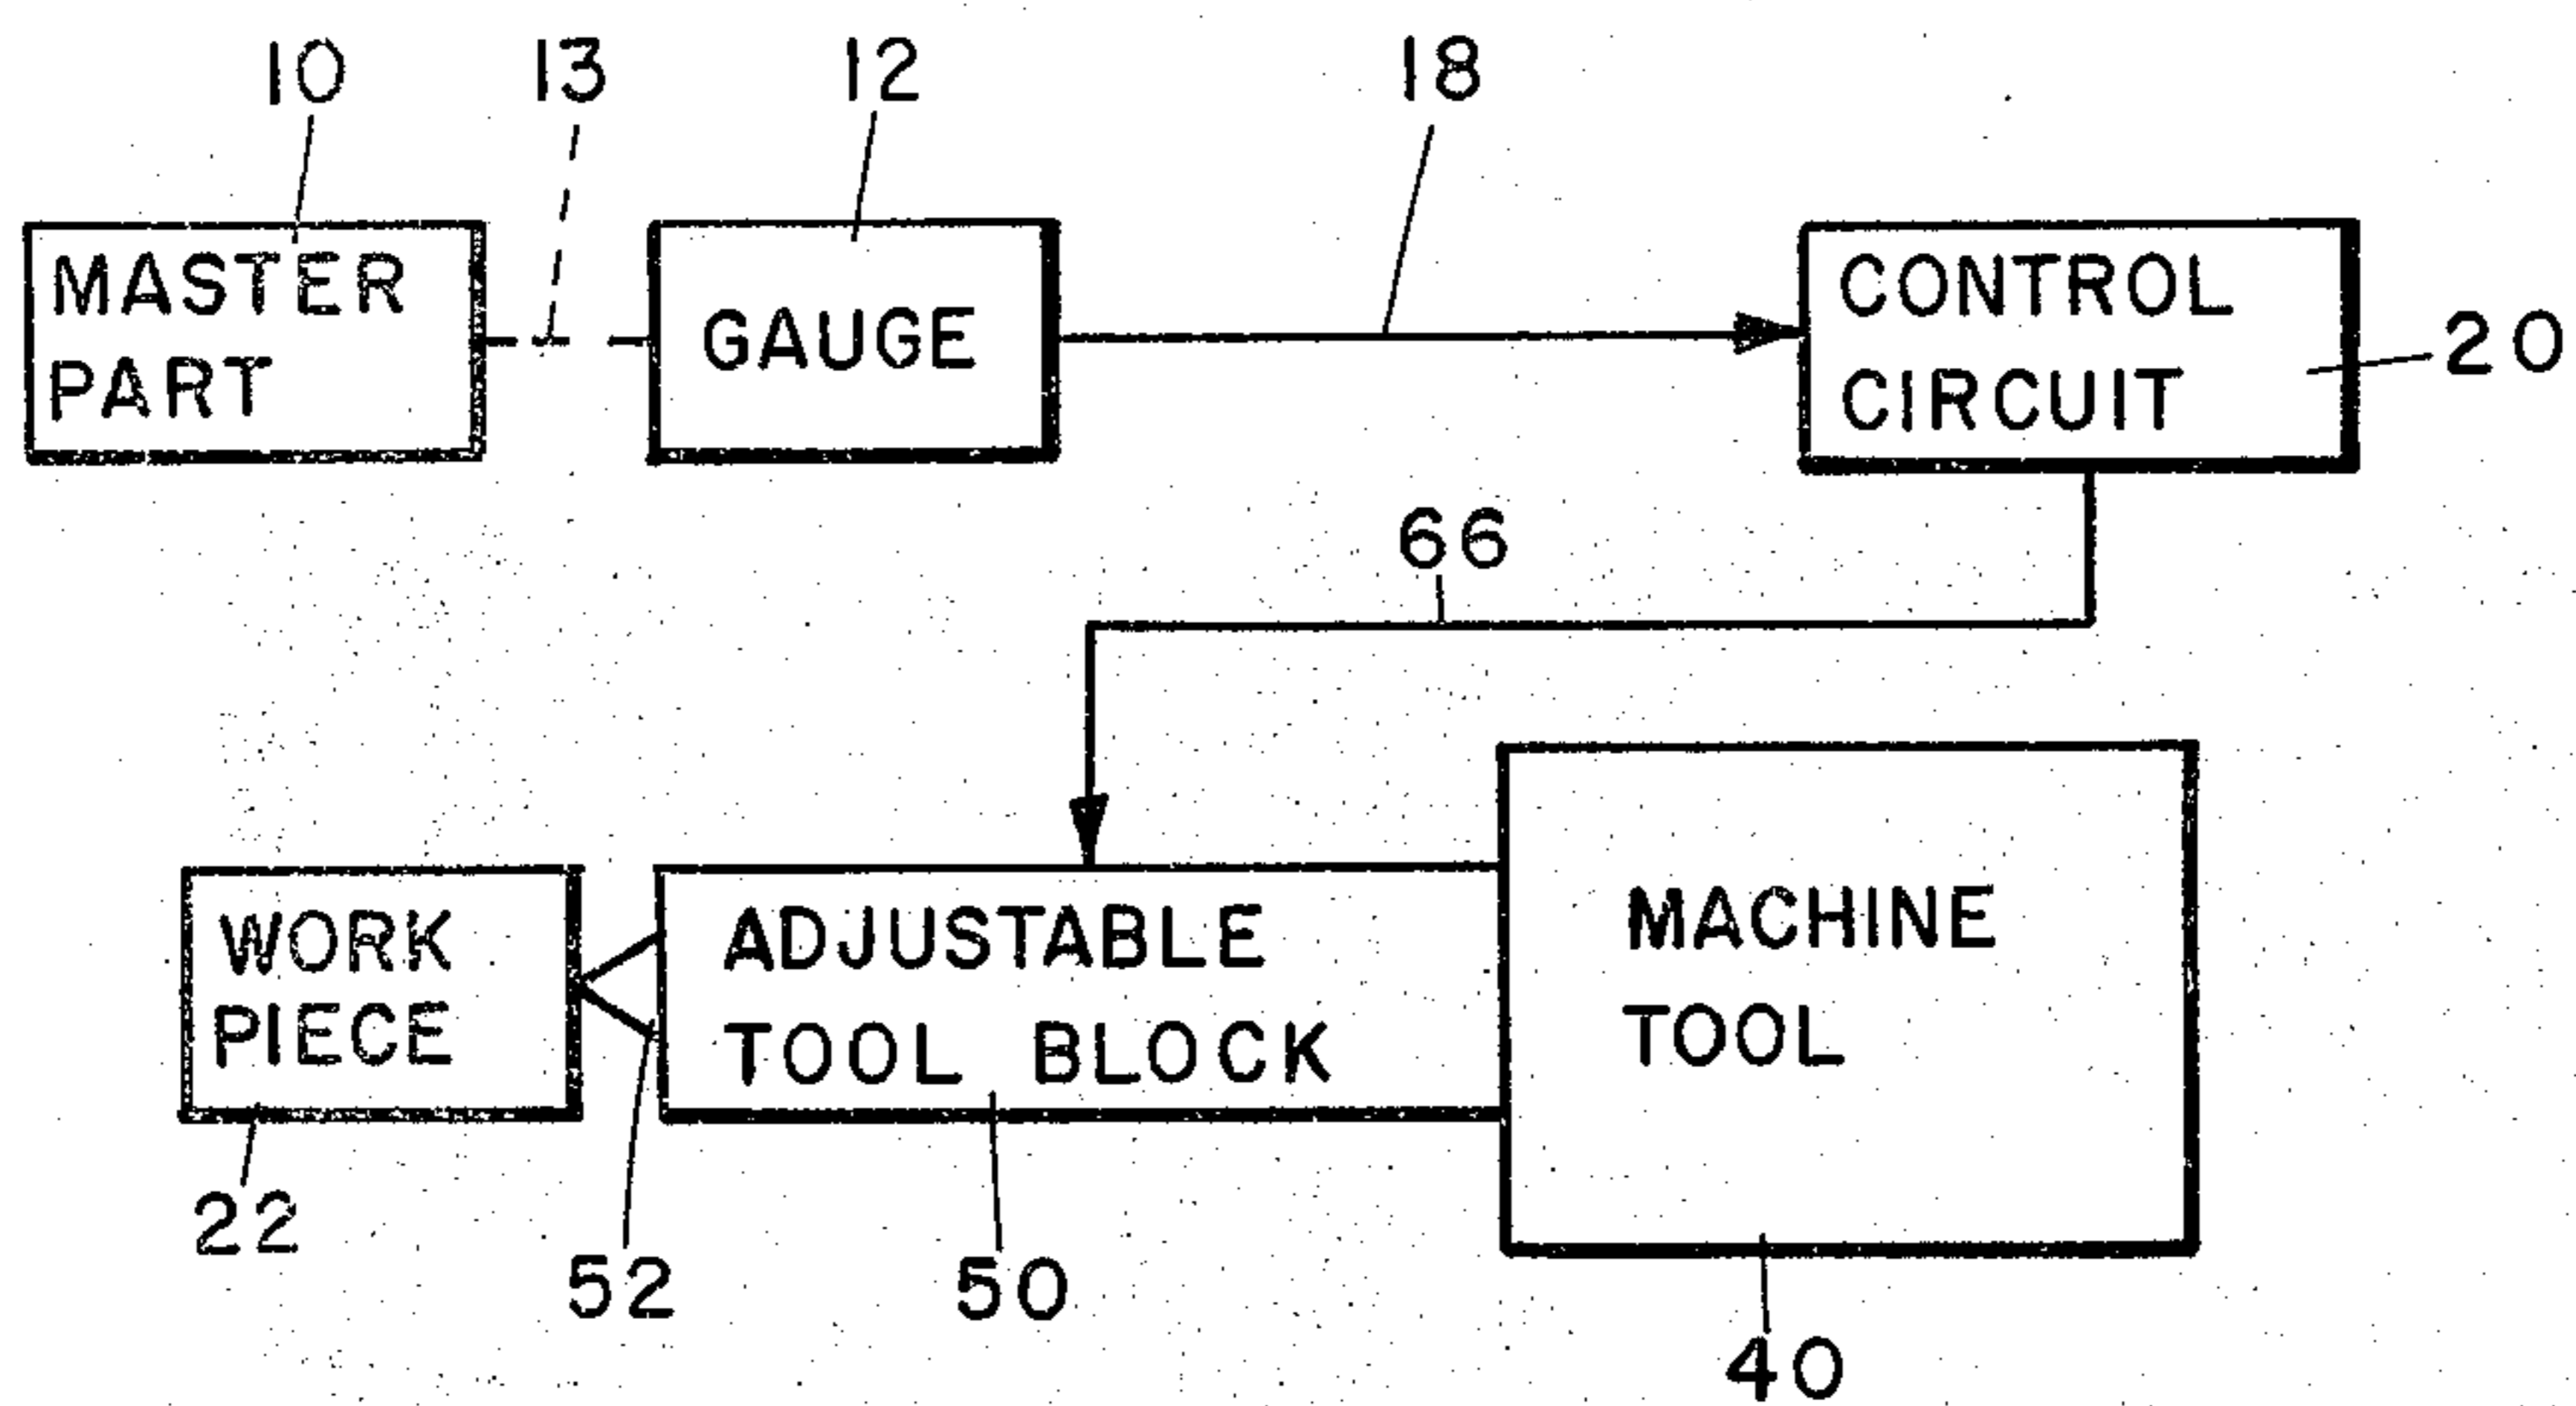 10 13 12 18
MASTER
PART
GAUGE
CONTROL
CIRCUIT
20
66
WORK
PIECE
ADJUSTABLE
TOOL BLOCK
MACHINE
TOOL
22
52
50
40